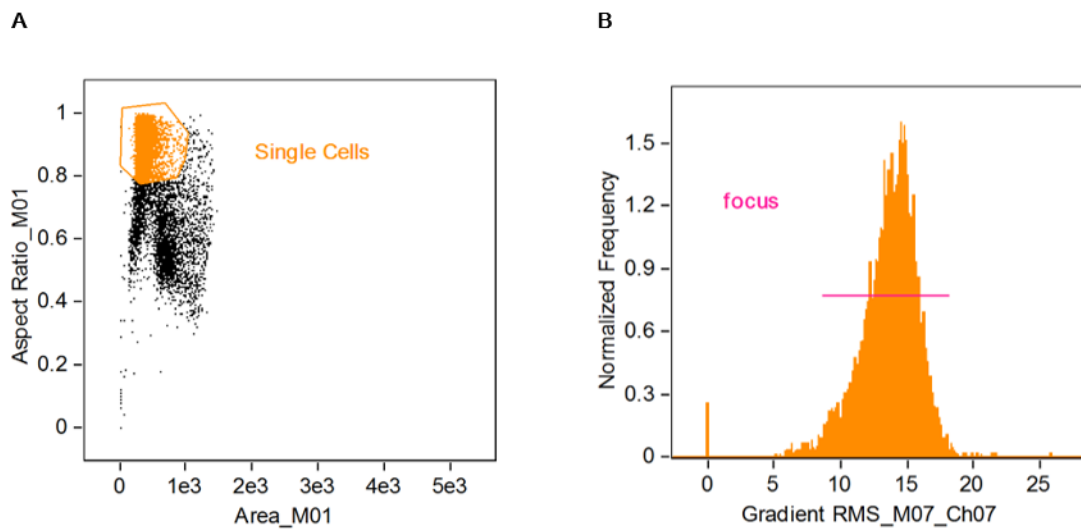 A
B
Aspect Ratio_M01
1
0.8
0.6
0.4
0.2
0
Single Cells
0 1e3 2e3 3e3 4e3 5e3
Area_M01
Normalized Frequency
1.5
1.2
0.9
0.6
0.3
0
focus
0 5 10 15 20 25
Gradient RMS_M07_Ch07